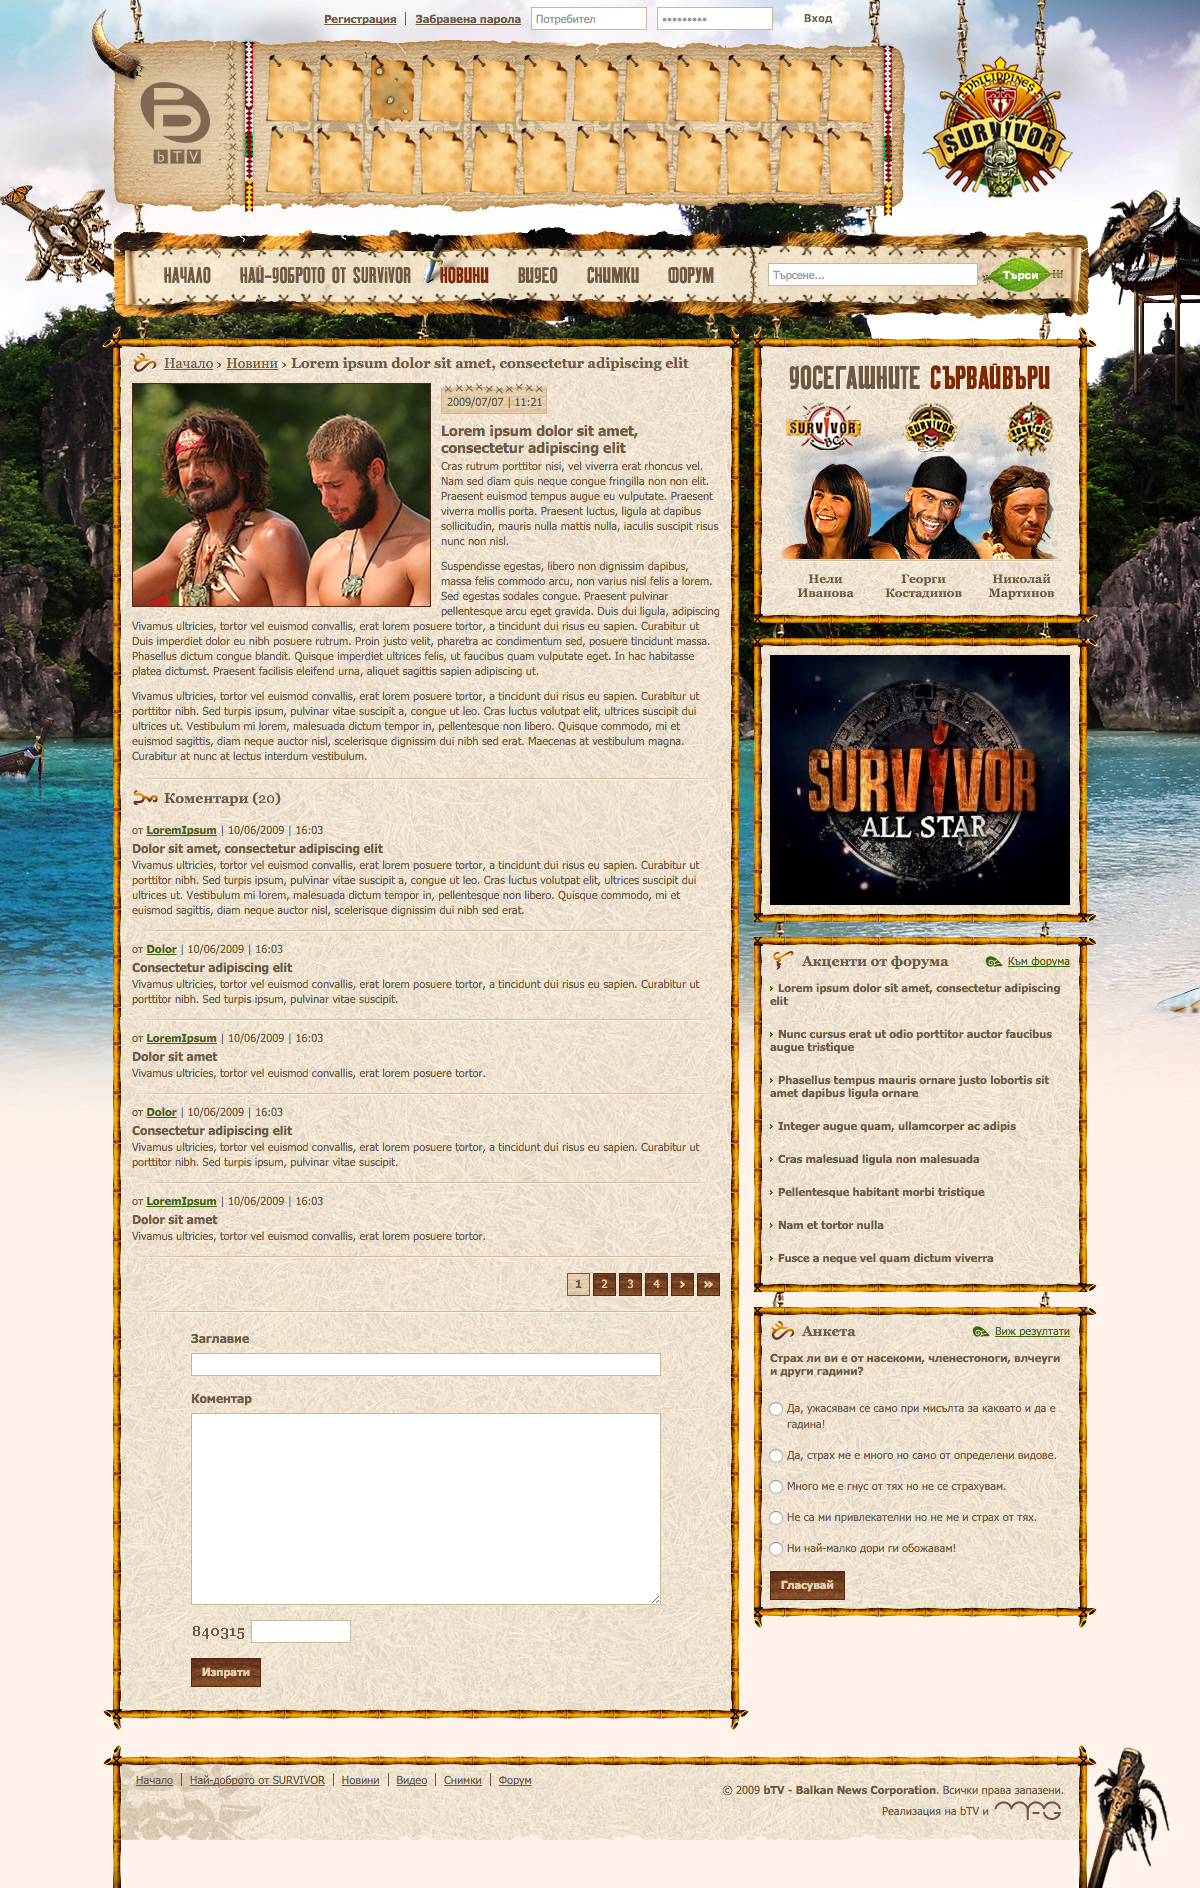 Регистрация | Забравена парола Потребител ••••••••• Вход
bTV
PHILIPPINES
SURVIVOR
НАЧАЛО НАЙ-ДОБРОТО ОТ SURViVOR НОВИНИ ВИДЕО СНИМКИ ФОРУМ Търсене... Търси
Начало › Новини › Lorem ipsum dolor sit amet, consectetur adipiscing elit
2009/07/07 | 11:21
Lorem ipsum dolor sit amet,
consectetur adipiscing elit
Cras rutrum porttitor nisi, vel viverra erat rhoncus vel.
Nam sed diam quis neque congue fringilla non non elit.
Praesent euismod tempus augue eu vulputate. Praesent
viverra mollis porta. Praesent luctus, ligula at dapibus
sollicitudin, mauris nulla mattis nulla, iaculis suscipit risus
nunc non nisl.
Suspendisse egestas, libero non dignissim dapibus,
massa felis commodo arcu, non varius nisl felis a lorem.
Sed egestas sodales congue. Praesent pulvinar
pellentesque arcu eget gravida. Duis dui ligula, adipiscing
Vivamus ultricies, tortor vel euismod convallis, erat lorem posuere tortor, a tincidunt dui risus eu sapien. Curabitur ut
Duis imperdiet dolor eu nibh posuere rutrum. Proin justo velit, pharetra ac condimentum sed, posuere tincidunt massa.
Phasellus dictum congue blandit. Quisque imperdiet ultrices felis, ut faucibus quam vulputate eget. In hac habitasse
platea dictumst. Praesent facilisis eleifend urna, aliquet sagittis sapien adipiscing ut.
Vivamus ultricies, tortor vel euismod convallis, erat lorem posuere tortor, a tincidunt dui risus eu sapien. Curabitur ut
porttitor nibh. Sed turpis ipsum, pulvinar vitae suscipit a, congue ut leo. Cras luctus volutpat elit, ultrices suscipit dui
ultrices ut. Vestibulum mi lorem, malesuada dictum tempor in, pellentesque non libero. Quisque commodo, mi et
euismod sagittis, diam neque auctor nisl, scelerisque dignissim dui nibh sed erat. Maecenas at vestibulum magna.
Curabitur at nunc at lectus interdum vestibulum.
Коментари (20)
от LoremIpsum | 10/06/2009 | 16:03
Dolor sit amet, consectetur adipiscing elit
Vivamus ultricies, tortor vel euismod convallis, erat lorem posuere tortor, a tincidunt dui risus eu sapien. Curabitur ut
porttitor nibh. Sed turpis ipsum, pulvinar vitae suscipit a, congue ut leo. Cras luctus volutpat elit, ultrices suscipit dui
ultrices ut. Vestibulum mi lorem, malesuada dictum tempor in, pellentesque non libero. Quisque commodo, mi et
euismod sagittis, diam neque auctor nisl, scelerisque dignissim dui nibh sed erat.
от Dolor | 10/06/2009 | 16:03
Consectetur adipiscing elit
Vivamus ultricies, tortor vel euismod convallis, erat lorem posuere tortor, a tincidunt dui risus eu sapien. Curabitur ut
porttitor nibh. Sed turpis ipsum, pulvinar vitae suscipit.
от LoremIpsum | 10/06/2009 | 16:03
Dolor sit amet
Vivamus ultricies, tortor vel euismod convallis, erat lorem posuere tortor.
от Dolor | 10/06/2009 | 16:03
Consectetur adipiscing elit
Vivamus ultricies, tortor vel euismod convallis, erat lorem posuere tortor, a tincidunt dui risus eu sapien. Curabitur ut
porttitor nibh. Sed turpis ipsum, pulvinar vitae suscipit.
от LoremIpsum | 10/06/2009 | 16:03
Dolor sit amet
Vivamus ultricies, tortor vel euismod convallis, erat lorem posuere tortor.
1 2 3 4 › »
Заглавие
Коментар
840315
Изпрати
ДОСЕГАШНИТЕ СЪРВАЙВЪРИ
SURVIVOR BG SURVIVOR SURVIVOR
Нели Георги Николай
Иванова Костадинов Мартинов
SURVIVOR
ALL STAR
Акценти от форума Към форума
Lorem ipsum dolor sit amet, consectetur adipiscing
elit
Nunc cursus erat ut odio porttitor auctor faucibus
augue tristique
Phasellus tempus mauris ornare justo lobortis sit
amet dapibus ligula ornare
Integer augue quam, ullamcorper ac adipis
Cras malesuad ligula non malesuada
Pellentesque habitant morbi tristique
Nam et tortor nulla
Fusce a neque vel quam dictum viverra
Анкета Виж резултати
Страх ли ви е от насекоми, членестоноги, влчеуги
и други гадини?
Да, ужасявам се само при мисълта за каквато и да е
гадина!
Да, страх ме е много но само от определени видове.
Много ме е гнус от тях но не се страхувам.
Не са ми привлекателни но не ме и страх от тях.
Ни най-малко дори ги обожавам!
Гласувай
Начало | Най-доброто от SURVIVOR | Новини | Видео | Снимки | Форум
© 2009 bTV - Balkan News Corporation. Всички права запазени.
Реализация на bTV и